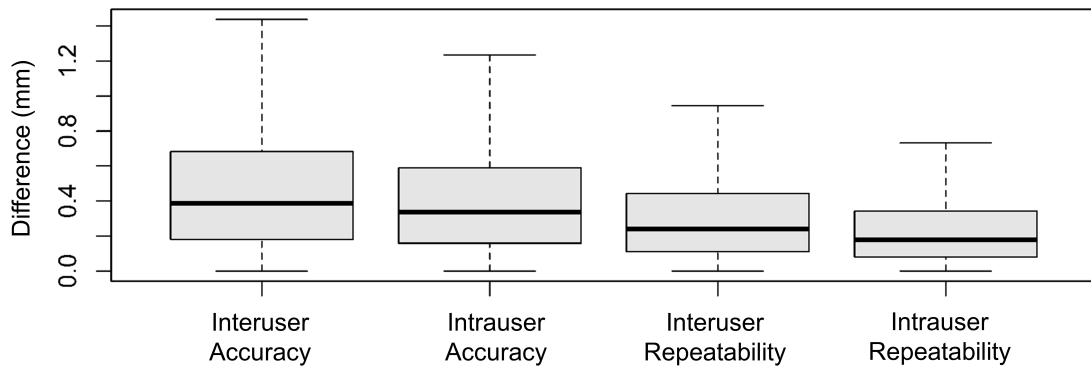 Difference (mm)
1.2
0.8
0.4
0.0
Interuser
Accuracy
Intrauser
Accuracy
Interuser
Repeatability
Intrauser
Repeatability